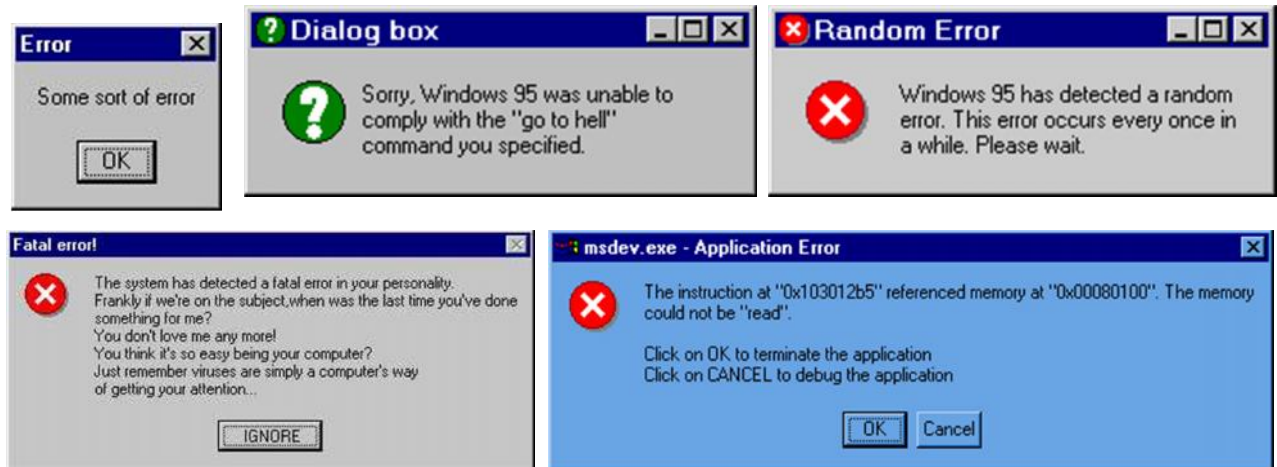 Error
Some sort of error
OK
Dialog box
Sorry, Windows 95 was unable to
comply with the "go to hell"
command you specified.
Random Error
Windows 95 has detected a random
error. This error occurs every once in
a while. Please wait.
Fatal error!
The system has detected a fatal error in your personality.
Frankly if we're on the subject,when was the last time you've done
something for me?
You don't love me any more!
You think it's so easy being your computer?
Just remember viruses are simply a computer's way
of getting your attention...
IGNORE
msdev.exe - Application Error
The instruction at "0x103012b5" referenced memory at "0x00080100". The memory
could not be "read".
Click on OK to terminate the application
Click on CANCEL to debug the application
OK
Cancel